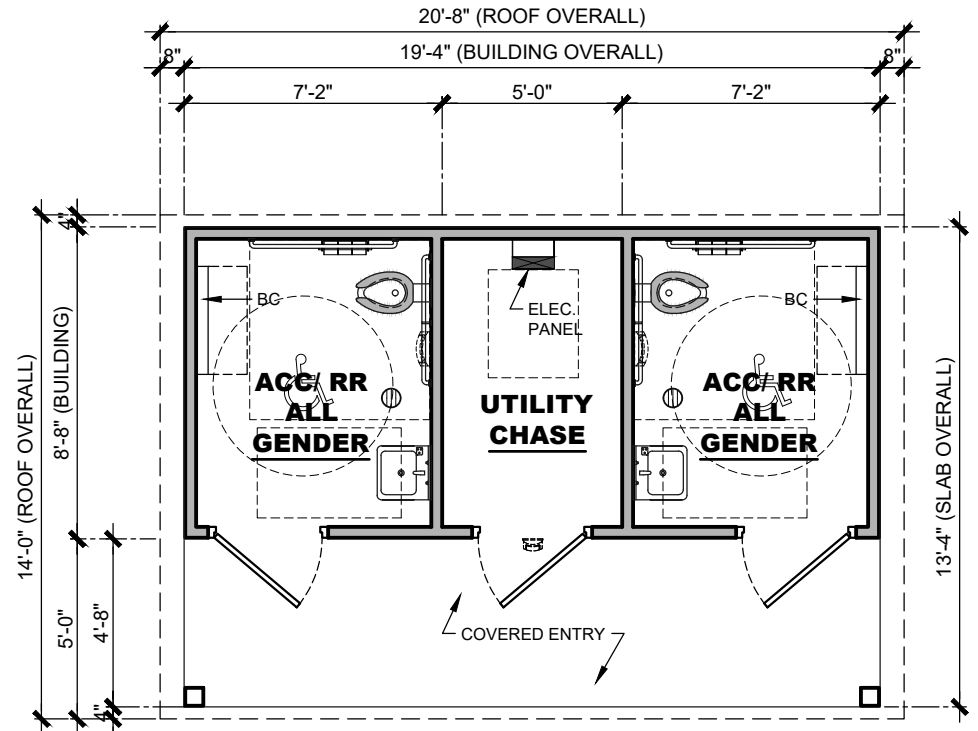 20'-8" (ROOF OVERALL)
8"
19'-4" (BUILDING OVERALL)
8"
7'-2"
5'-0"
7'-2"
4"
14'-0" (ROOF OVERALL)
8'-8" (BUILDING)
13'-4" (SLAB OVERALL)
BC
ELEC.
PANEL
BC
ACC/ RR
ALL
GENDER
UTILITY
CHASE
ACC/ RR
ALL
GENDER
5'-0"
4'-8"
COVERED ENTRY
4"